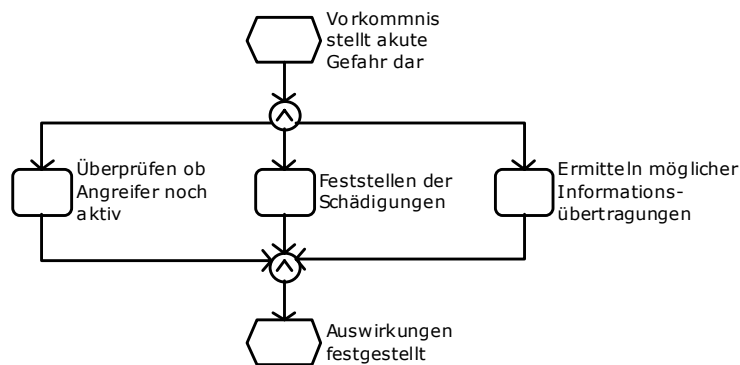 Vorkommnis
stellt akute
Gefahr dar
Überprüfen ob
Angreifer noch
aktiv
Feststellen der
Schädigungen
Ermitteln möglicher
Informations-
übertragungen
Auswirkungen
festgestellt